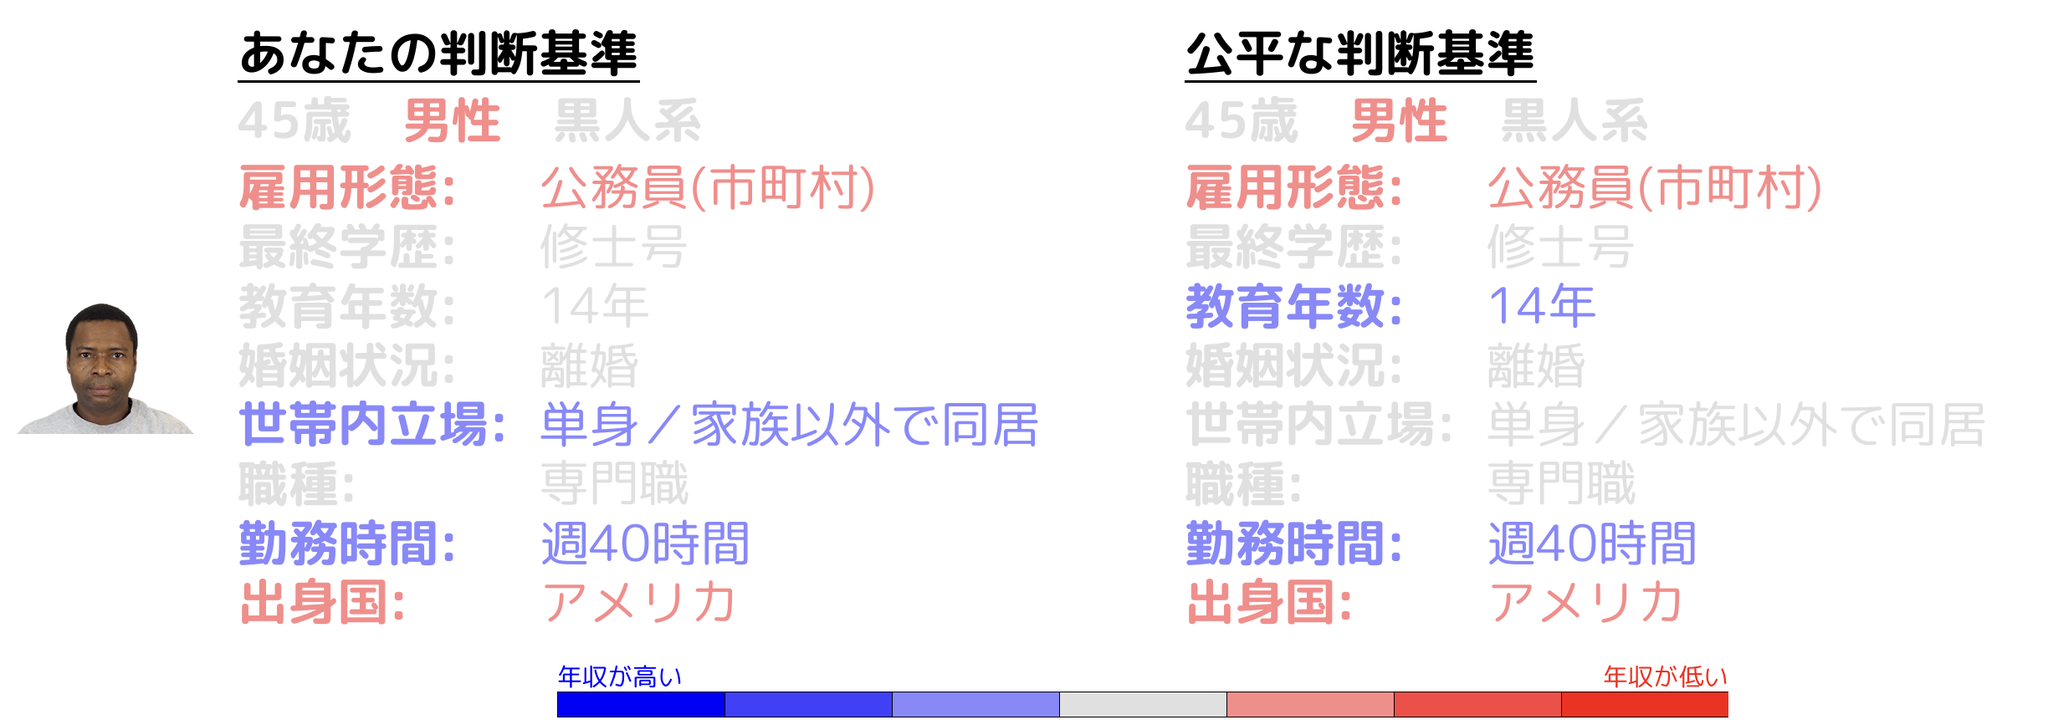 あなたの判断基準
45歳 男性 黒人系
雇用形態: 公務員(市町村)
最終学歴: 修士号
教育年数: 14年
婚姻状況: 離婚
世帯内立場: 単身／家族以外で同居
職種: 専門職
勤務時間: 週40時間
出身国: アメリカ
公平な判断基準
45歳 男性 黒人系
雇用形態: 公務員(市町村)
最終学歴: 修士号
教育年数: 14年
婚姻状況: 離婚
世帯内立場: 単身／家族以外で同居
職種: 専門職
勤務時間: 週40時間
出身国: アメリカ
年収が高い 年収が低い